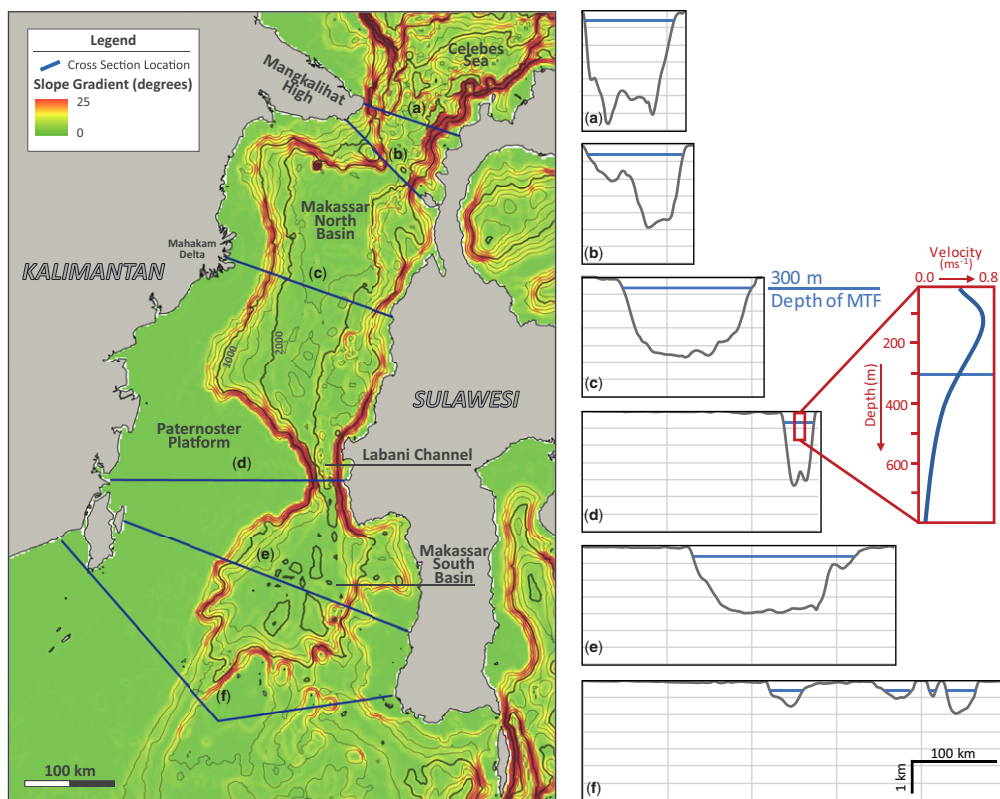 Legend
Cross Section Location
Slope Gradient (degrees)
25
0
Celebes
Sea
Mangkalihat
High
(a)
(b)
Makassar
North
Basin
Mahakam
Delta
KALIMANTAN
(c)
1000
2000
SULAWESI
Paternoster
Platform
(d)
Labani Channel
(e)
Makassar
South
Basin
(f)
100 km
(a)
(b)
(c)
300 m
Depth of MTF
(d)
Velocity
(ms-1)
0.0
0.8
200
Depth (m)
400
600
(e)
(f)
100 km
1 km